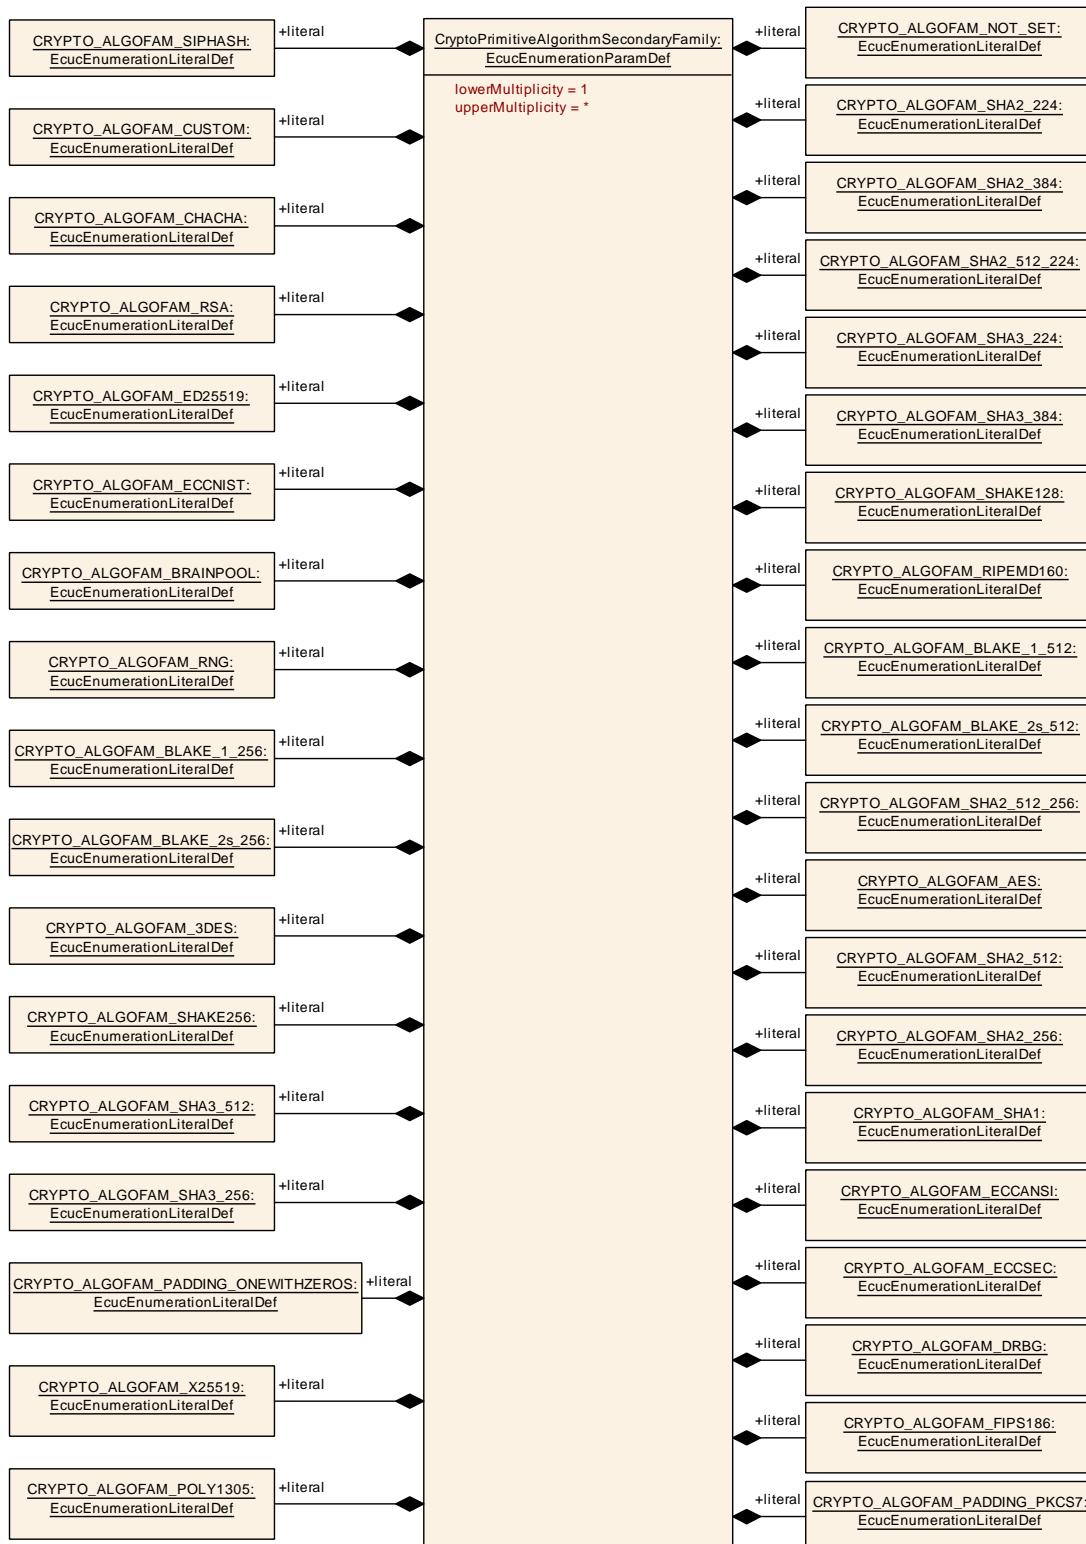 CRYPTO_ALGOFAM_SIPHASH:
EcucEnumerationLiteralDef
+literal
CRYPTO_ALGOFAM_CUSTOM:
EcucEnumerationLiteralDef
+literal
CRYPTO_ALGOFAM_CHACHA:
EcucEnumerationLiteralDef
+literal
CRYPTO_ALGOFAM_RSA:
EcucEnumerationLiteralDef
+literal
CRYPTO_ALGOFAM_ED25519:
EcucEnumerationLiteralDef
+literal
CRYPTO_ALGOFAM_ECCNIST:
EcucEnumerationLiteralDef
+literal
CRYPTO_ALGOFAM_BRAINPOOL:
EcucEnumerationLiteralDef
+literal
CRYPTO_ALGOFAM_RNG:
EcucEnumerationLiteralDef
+literal
CRYPTO_ALGOFAM_BLAKE_1_256:
EcucEnumerationLiteralDef
+literal
CRYPTO_ALGOFAM_BLAKE_2s_256:
EcucEnumerationLiteralDef
+literal
CRYPTO_ALGOFAM_3DES:
EcucEnumerationLiteralDef
+literal
CRYPTO_ALGOFAM_SHAKE256:
EcucEnumerationLiteralDef
+literal
CRYPTO_ALGOFAM_SHA3_512:
EcucEnumerationLiteralDef
+literal
CRYPTO_ALGOFAM_SHA3_256:
EcucEnumerationLiteralDef
+literal
CRYPTO_ALGOFAM_PADDING_ONEWITHZEROS:
EcucEnumerationLiteralDef
+literal
CRYPTO_ALGOFAM_X25519:
EcucEnumerationLiteralDef
+literal
CRYPTO_ALGOFAM_POLY1305:
EcucEnumerationLiteralDef
+literal
CryptoPrimitiveAlgorithmSecondaryFamily:
EcucEnumerationParamDef
lowerMultiplicity = 1
upperMultiplicity = *
+literal
CRYPTO_ALGOFAM_NOT_SET:
EcucEnumerationLiteralDef
+literal
CRYPTO_ALGOFAM_SHA2_224:
EcucEnumerationLiteralDef
+literal
CRYPTO_ALGOFAM_SHA2_384:
EcucEnumerationLiteralDef
+literal
CRYPTO_ALGOFAM_SHA2_512_224:
EcucEnumerationLiteralDef
+literal
CRYPTO_ALGOFAM_SHA3_224:
EcucEnumerationLiteralDef
+literal
CRYPTO_ALGOFAM_SHA3_384:
EcucEnumerationLiteralDef
+literal
CRYPTO_ALGOFAM_SHAKE128:
EcucEnumerationLiteralDef
+literal
CRYPTO_ALGOFAM_RIPEMD160:
EcucEnumerationLiteralDef
+literal
CRYPTO_ALGOFAM_BLAKE_1_512:
EcucEnumerationLiteralDef
+literal
CRYPTO_ALGOFAM_BLAKE_2s_512:
EcucEnumerationLiteralDef
+literal
CRYPTO_ALGOFAM_SHA2_512_256:
EcucEnumerationLiteralDef
+literal
CRYPTO_ALGOFAM_AES:
EcucEnumerationLiteralDef
+literal
CRYPTO_ALGOFAM_SHA2_512:
EcucEnumerationLiteralDef
+literal
CRYPTO_ALGOFAM_SHA2_256:
EcucEnumerationLiteralDef
+literal
CRYPTO_ALGOFAM_SHA1:
EcucEnumerationLiteralDef
+literal
CRYPTO_ALGOFAM_ECCANSI:
EcucEnumerationLiteralDef
+literal
CRYPTO_ALGOFAM_ECCSEC:
EcucEnumerationLiteralDef
+literal
CRYPTO_ALGOFAM_DRBG:
EcucEnumerationLiteralDef
+literal
CRYPTO_ALGOFAM_FIPS186:
EcucEnumerationLiteralDef
+literal
CRYPTO_ALGOFAM_PADDING_PKCS7:
EcucEnumerationLiteralDef